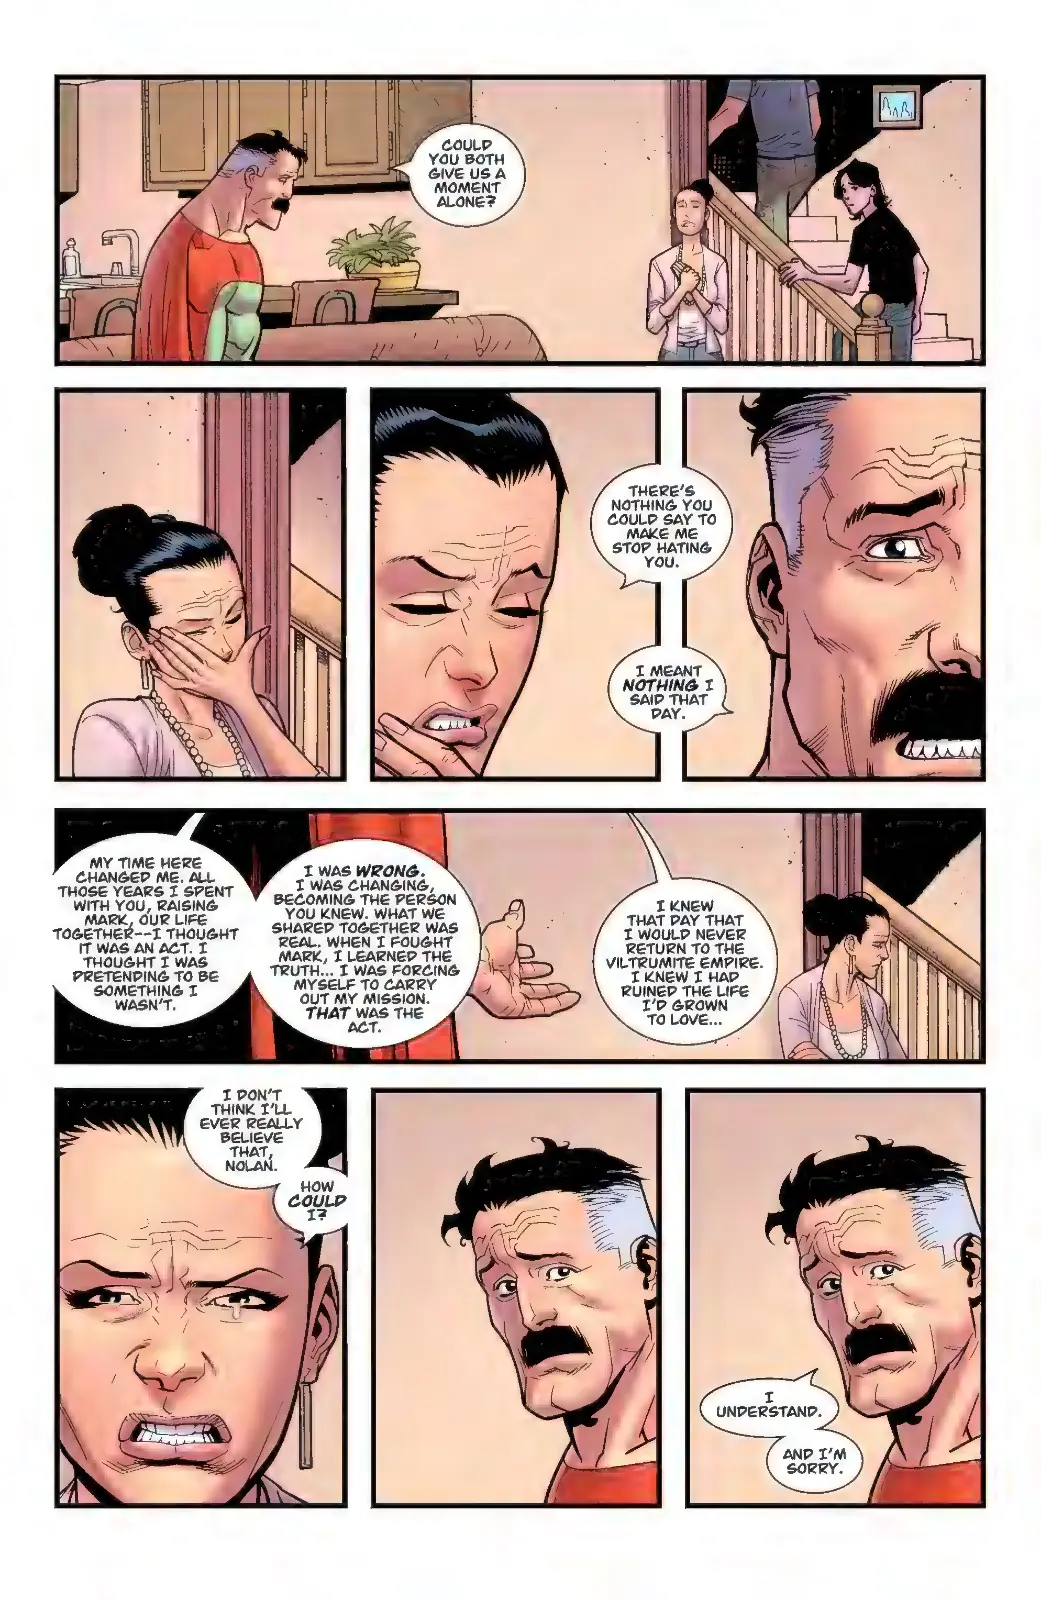 COULD
YOU BOTH
GIVE US A
MOMENT
ALONE?
THERE'S
NOTHING YOU
COULD SAY TO
MAKE ME
STOP HATING
YOU.
I MEANT
NOTHING I
SAID THAT
DAY.
MY TIME HERE
CHANGED ME. ALL
THOSE YEARS I SPENT
WITH YOU, RAISING
MARK, OUR LIFE
TOGETHER--I THOUGHT
IT WAS AN ACT. I
THOUGHT I WAS
PRETENDING TO BE
SOMETHING I
WASN'T.
I WAS WRONG.
I WAS CHANGING,
BECOMING THE PERSON
YOU KNEW. WHAT WE
SHARED TOGETHER WAS
REAL. WHEN I FOUGHT
MARK, I LEARNED THE
TRUTH... I WAS FORCING
MYSELF TO CARRY
OUT MY MISSION.
THAT WAS THE
ACT.
I KNEW
THAT DAY THAT
I WOULD NEVER
RETURN TO THE
VILTRUMITE EMPIRE.
I KNEW I HAD
RUINED THE LIFE
I'D GROWN
TO LOVE...
I DON'T
THINK I'LL
EVER REALLY
BELIEVE
THAT,
NOLAN.
HOW
COULD
I?
I
UNDERSTAND.
AND I'M
SORRY.